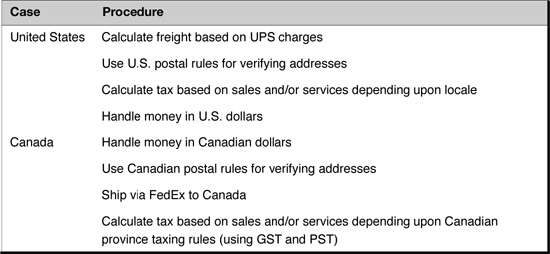 Case Procedure
United States Calculate freight based on UPS charges
Use U.S. postal rules for verifying addresses
Calculate tax based on sales and/or services depending upon locale
Handle money in U.S. dollars
Canada Handle money in Canadian dollars
Use Canadian postal rules for verifying addresses
Ship via FedEx to Canada
Calculate tax based on sales and/or services depending upon Canadian
province taxing rules (using GST and PST)